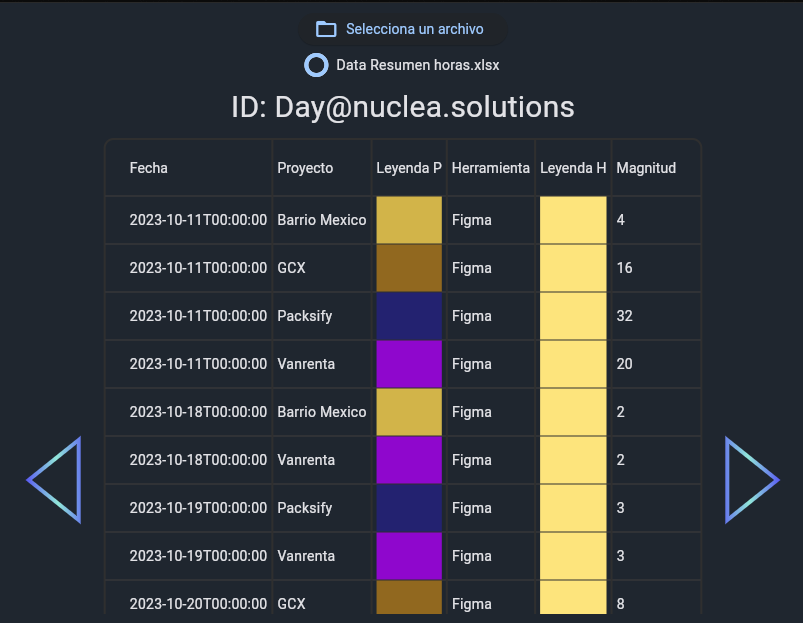 Selecciona un archivo
Data Resumen horas.xlsx
ID: Day@nuclea.solutions
Fecha Proyecto Leyenda P Herramienta Leyenda H Magnitud
2023-10-11T00:00:00 Barrio Mexico Figma 4
2023-10-11T00:00:00 GCX Figma 16
2023-10-11T00:00:00 Packsify Figma 32
2023-10-11T00:00:00 Vanrenta Figma 20
2023-10-18T00:00:00 Barrio Mexico Figma 2
2023-10-18T00:00:00 Vanrenta Figma 2
2023-10-19T00:00:00 Packsify Figma 3
2023-10-19T00:00:00 Vanrenta Figma 3
2023-10-20T00:00:00 GCX Figma 8